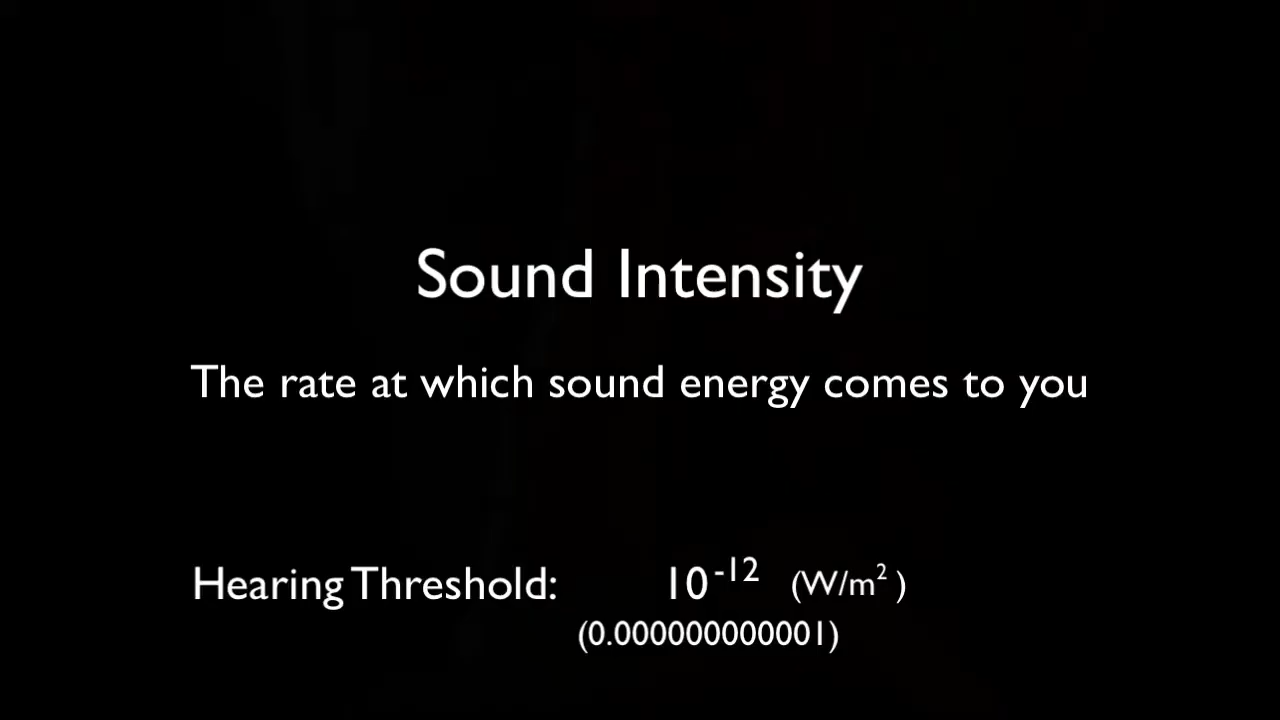 Sound Intensity
The rate at which sound energy comes to you
Hearing Threshold: 10⁻¹² (W/m²)
(0.000000000001)